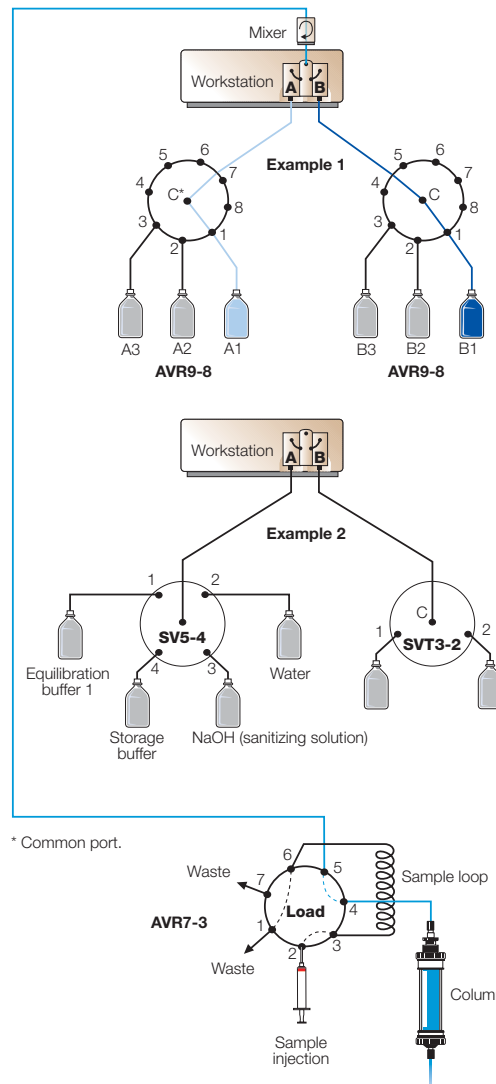 Mixer
Workstation
A B
Example 1
5 6
4 7
C*
3 8
2 1
A3 A2 A1
AVR9-8
5 6
4 7
C
3 8
2 1
B3 B2 B1
AVR9-8
Workstation
A B
Example 2
1 2
SV5-4
4 3
Equilibration
buffer 1
Water
Storage
buffer
NaOH (sanitizing solution)
C
1 2
SVT3-2
* Common port.
Waste
7 6 5
Sample loop
AVR7-3
Load
4
1 2 3
Waste
Sample
injection
Colum